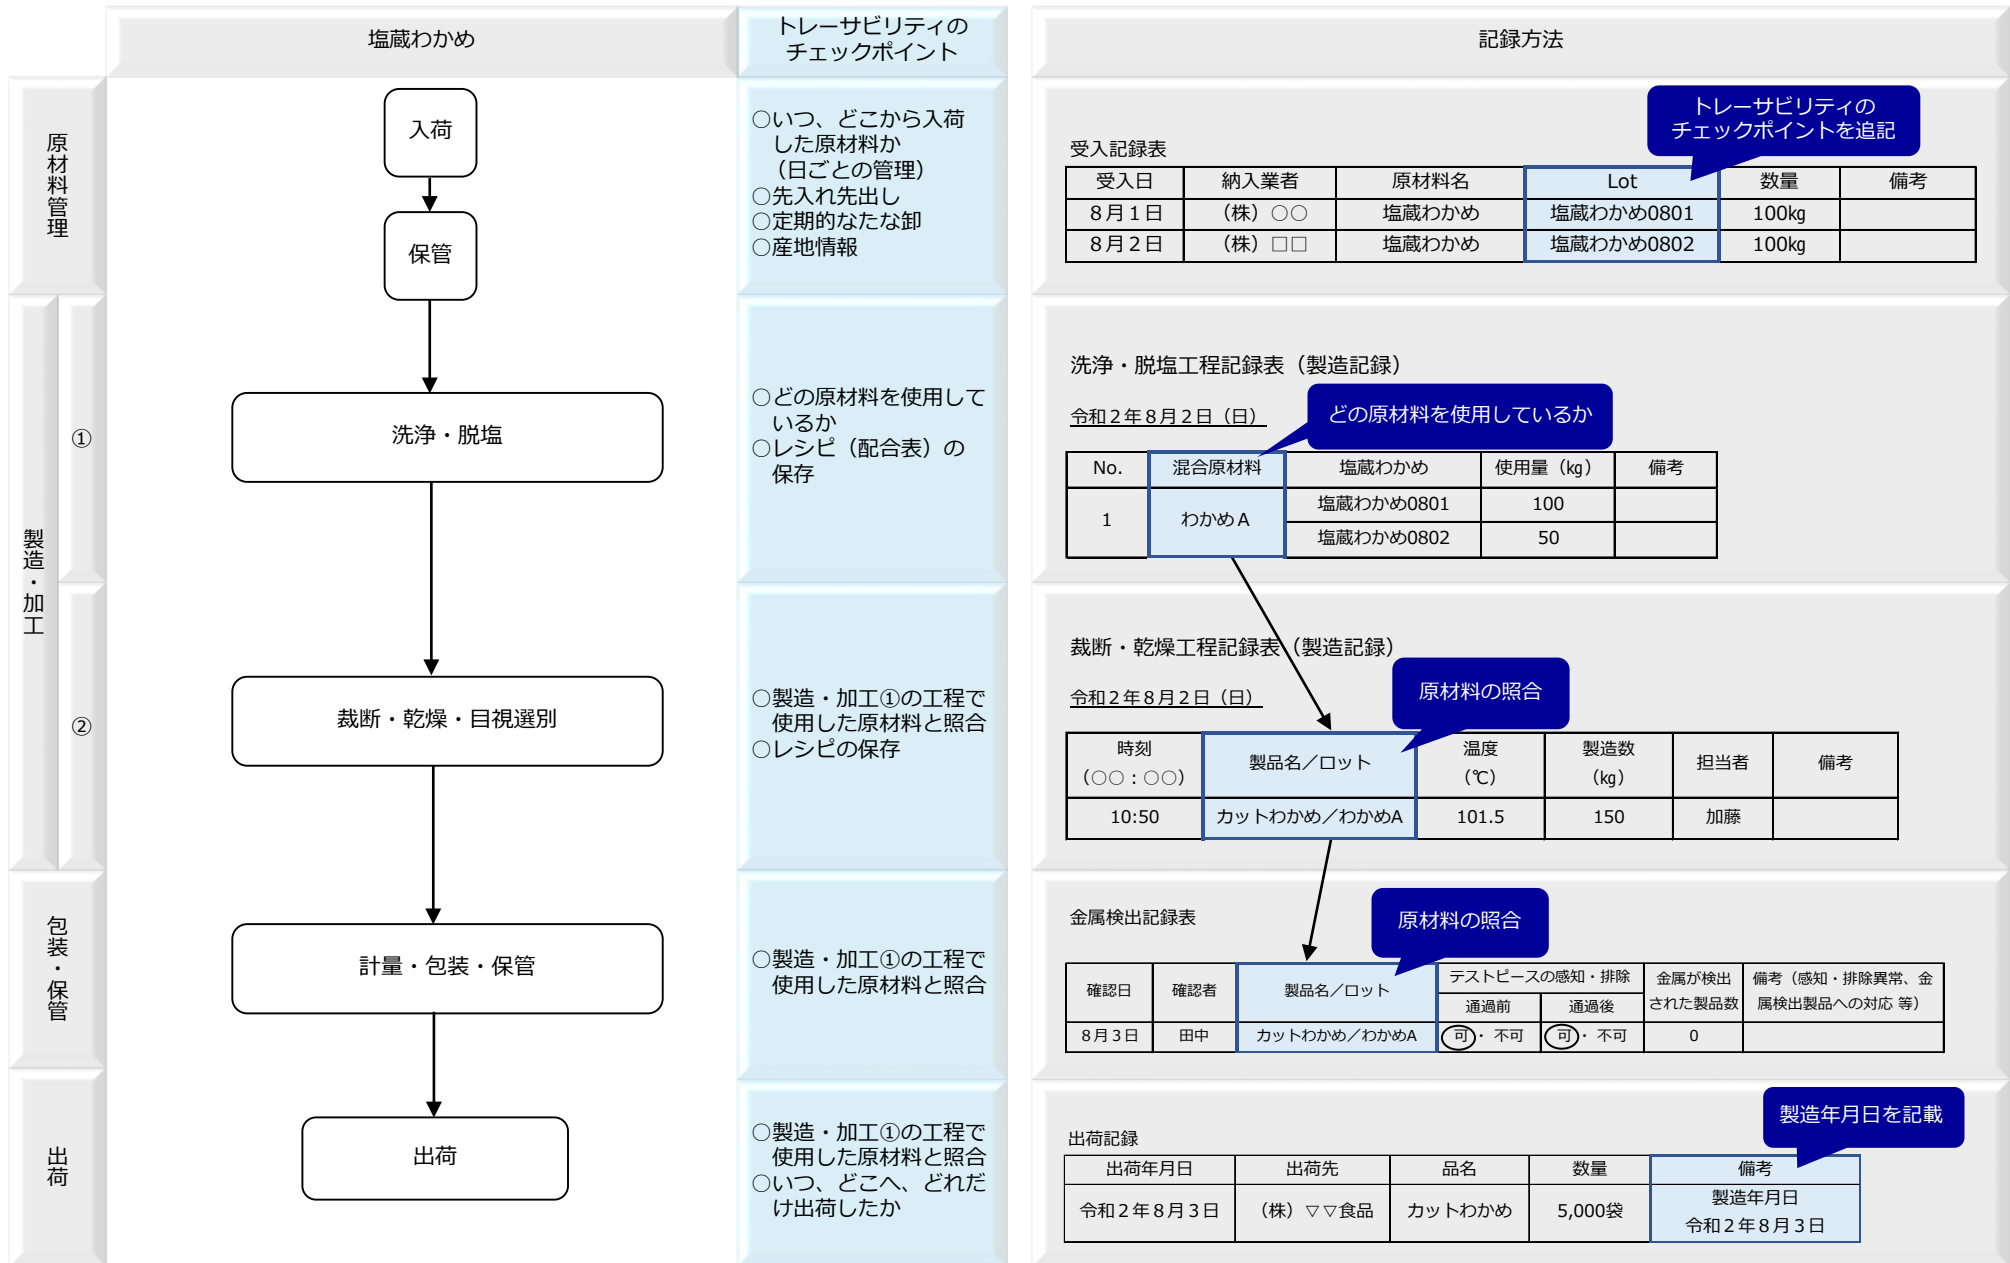 塩蔵わかめ
トレーサビリティの
チェックポイント
記録方法
原材料管理
入荷
保管
○いつ、どこから入荷
した原材料か
（日ごとの管理）
○先入れ先出し
○定期的なたな卸
○産地情報
トレーサビリティの
チェックポイントを追記
受入記録表
受入日 納入業者 原材料名 Lot 数量 備考
８月１日 （株）○○ 塩蔵わかめ 塩蔵わかめ0801 100㎏
８月２日 （株）□□ 塩蔵わかめ 塩蔵わかめ0802 100㎏
製造・加工
①
洗浄・脱塩
○どの原材料を使用して
いるか
○レシピ（配合表）の
保存
洗浄・脱塩工程記録表（製造記録）
令和２年８月２日（日）
どの原材料を使用しているか
No. 混合原材料 塩蔵わかめ 使用量（㎏） 備考
1 わかめＡ 塩蔵わかめ0801 100
塩蔵わかめ0802 50
②
裁断・乾燥・目視選別
○製造・加工①の工程で
使用した原材料と照合
○レシピの保存
裁断・乾燥工程記録表（製造記録）
令和２年８月２日（日）
原材料の照合
時刻
（○○：○○） 製品名／ロット 温度
（℃） 製造数
（㎏） 担当者 備考
10:50 カットわかめ／わかめA 101.5 150 加藤
包装・保管
計量・包装・保管
○製造・加工①の工程で
使用した原材料と照合
金属検出記録表
原材料の照合
確認日 確認者 製品名／ロット テストピースの感知・排除 金属が検出
された製品数 備考（感知・排除異常、金
属検出製品への対応 等）
通過前 通過後
８月３日 田中 カットわかめ／わかめA 可・ 不可 可・ 不可 0
出荷
出荷
○製造・加工①の工程で
使用した原材料と照合
○いつ、どこへ、どれだ
け出荷したか
製造年月日を記載
出荷記録
出荷年月日 出荷先 品名 数量 備考
令和２年８月３日 （株）▽▽食品 カットわかめ 5,000袋 製造年月日
令和２年８月３日